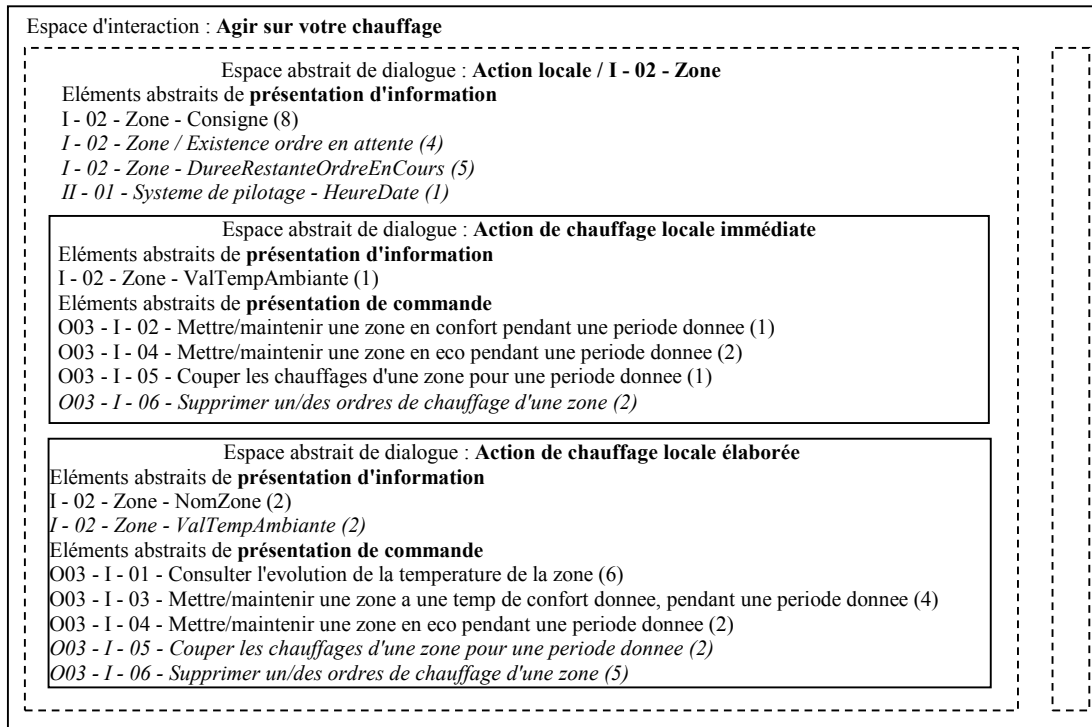 Espace d'interaction : Agir sur votre chauffage
Espace abstrait de dialogue : Action locale / I - 02 - Zone
Eléments abstraits de présentation d'information
I - 02 - Zone - Consigne (8)
I - 02 - Zone / Existence ordre en attente (4)
I - 02 - Zone - DureeRestanteOrdreEnCours (5)
II - 01 - Systeme de pilotage - HeureDate (1)
Espace abstrait de dialogue : Action de chauffage locale immédiate
Eléments abstraits de présentation d'information
I - 02 - Zone - ValTempAmbiante (1)
Eléments abstraits de présentation de commande
O03 - I - 02 - Mettre/maintenir une zone en confort pendant une periode donnee (1)
O03 - I - 04 - Mettre/maintenir une zone en eco pendant une periode donnee (2)
O03 - I - 05 - Couper les chauffages d'une zone pour une periode donnee (1)
O03 - I - 06 - Supprimer un/des ordres de chauffage d'une zone (2)
Espace abstrait de dialogue : Action de chauffage locale élaborée
Eléments abstraits de présentation d'information
I - 02 - Zone - NomZone (2)
I - 02 - Zone - ValTempAmbiante (2)
Eléments abstraits de présentation de commande
O03 - I - 01 - Consulter l'evolution de la temperature de la zone (6)
O03 - I - 03 - Mettre/maintenir une zone a une temp de confort donnee, pendant une periode donnee (4)
O03 - I - 04 - Mettre/maintenir une zone en eco pendant une periode donnee (2)
O03 - I - 05 - Couper les chauffages d'une zone pour une periode donnee (2)
O03 - I - 06 - Supprimer un/des ordres de chauffage d'une zone (5)